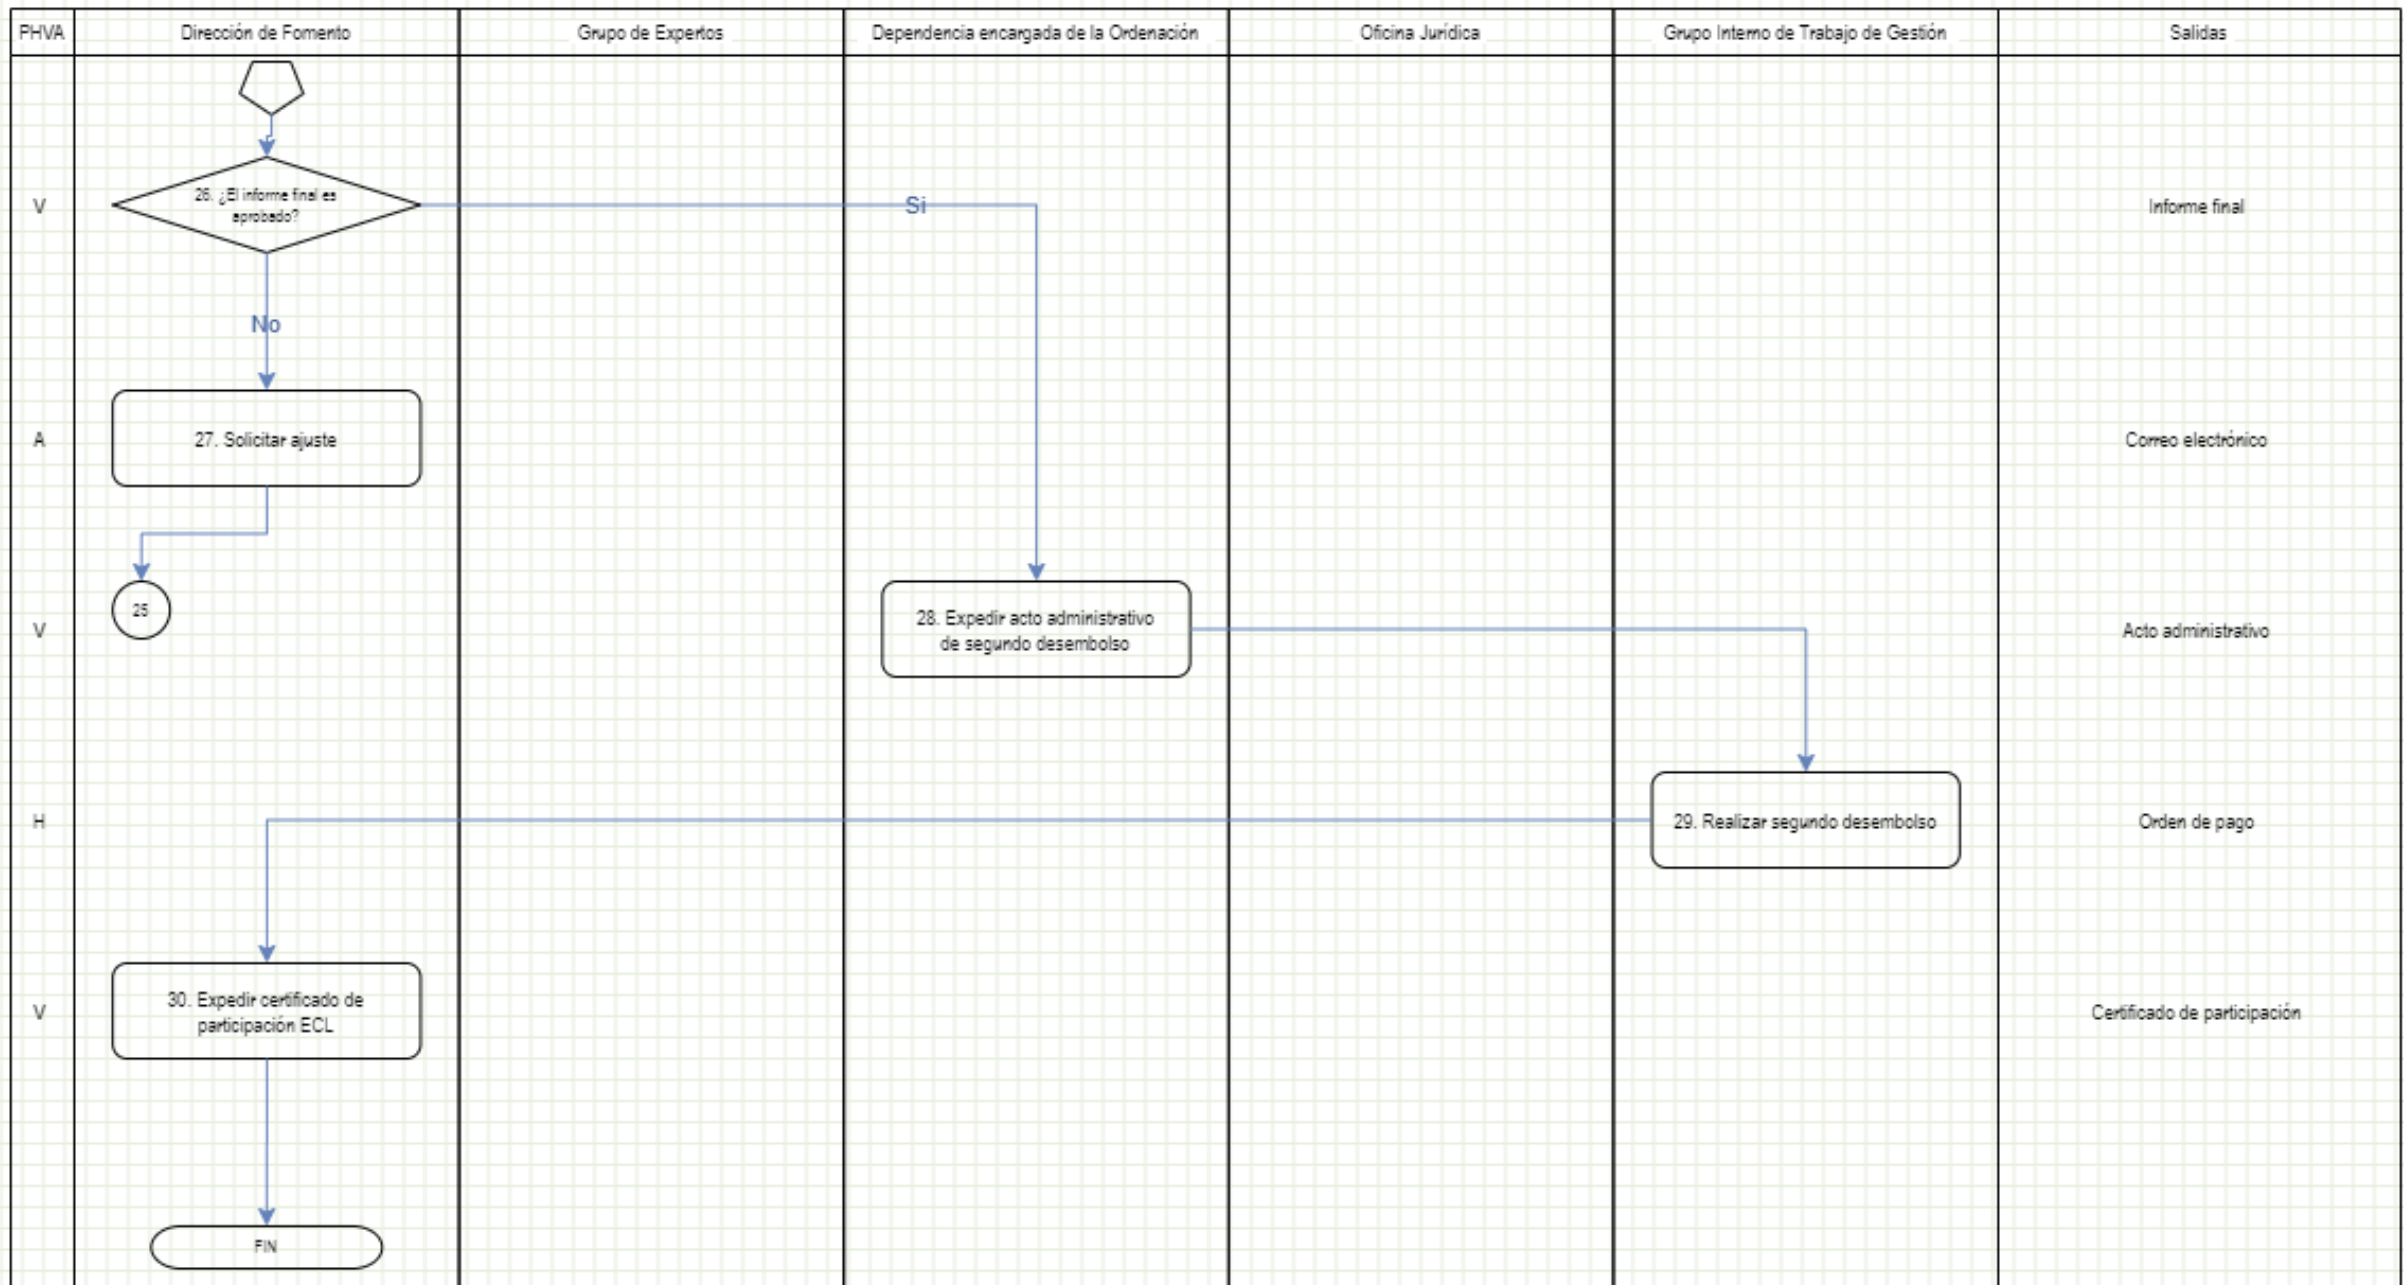 PHVA
Dirección de Fomento
Grupo de Expertos
Dependencia encargada de la Ordenación
Oficina Jurídica
Grupo Interno de Trabajo de Gestión
Salidas
V
26. ¿El informe final es
aprobado?
Si
Informe final
No
A
27. Solicitar ajuste
Correo electrónico
V
25
28. Expedir acto administrativo
de segundo desembolso
Acto administrativo
H
29. Realizar segundo desembolso
Orden de pago
V
30. Expedir certificado de
participación ECL
Certificado de participación
FIN